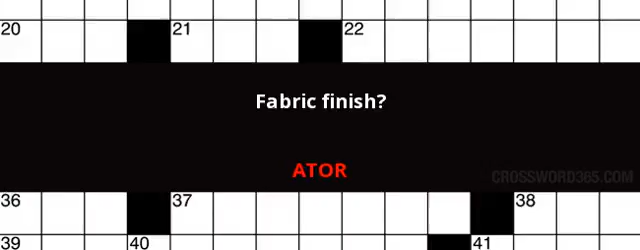 20 21 22
Fabric finish?
ATOR
CROSSWORD365.COM
36 37 38
39 40 41